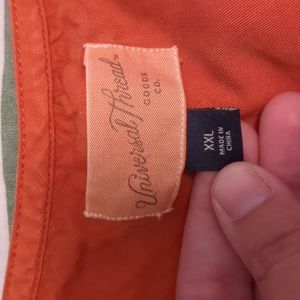 Universal Thread
GOODS
CO.
XXL
MADE IN
CHINA